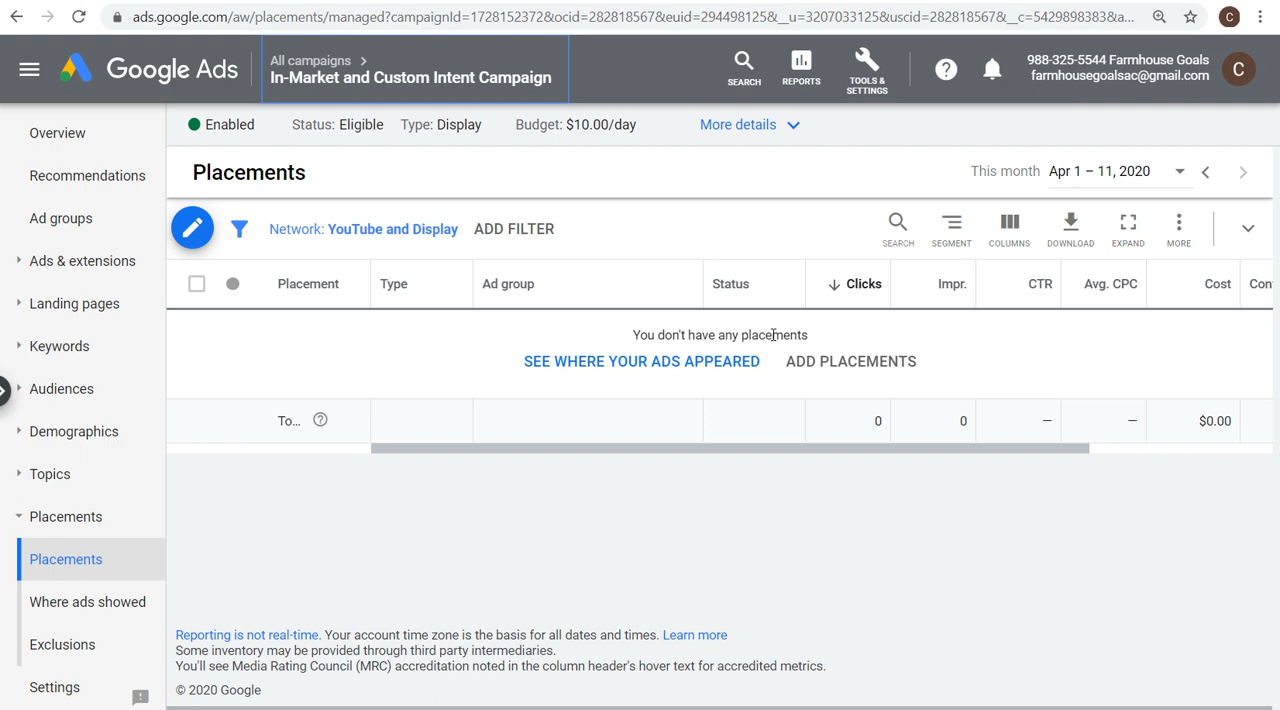 ads.google.com/aw/placements/managed?campaignId=1728152372&ocid=282818567&euid=294498125&__u=3207033125&uscid=282818567&__c=5429898383&a...
C
Google Ads
All campaigns >
In-Market and Custom Intent Campaign
SEARCH
REPORTS
TOOLS &
SETTINGS
988-325-5544 Farmhouse Goals
farmhousegoalsac@gmail.com
C
Overview
Recommendations
Ad groups
Ads & extensions
Landing pages
Keywords
Audiences
Demographics
Topics
Placements
Placements
Where ads showed
Exclusions
Settings
Enabled Status: Eligible Type: Display Budget: $10.00/day More details
Placements
This month Apr 1 – 11, 2020
Network: YouTube and Display ADD FILTER
SEARCH SEGMENT COLUMNS DOWNLOAD EXPAND MORE
Placement Type Ad group Status Clicks Impr. CTR Avg. CPC Cost Con
You don't have any placements
SEE WHERE YOUR ADS APPEARED ADD PLACEMENTS
To... 0 0 – – $0.00
Reporting is not real-time. Your account time zone is the basis for all dates and times. Learn more
Some inventory may be provided through third party intermediaries.
You'll see Media Rating Council (MRC) accreditation noted in the column header's hover text for accredited metrics.
© 2020 Google